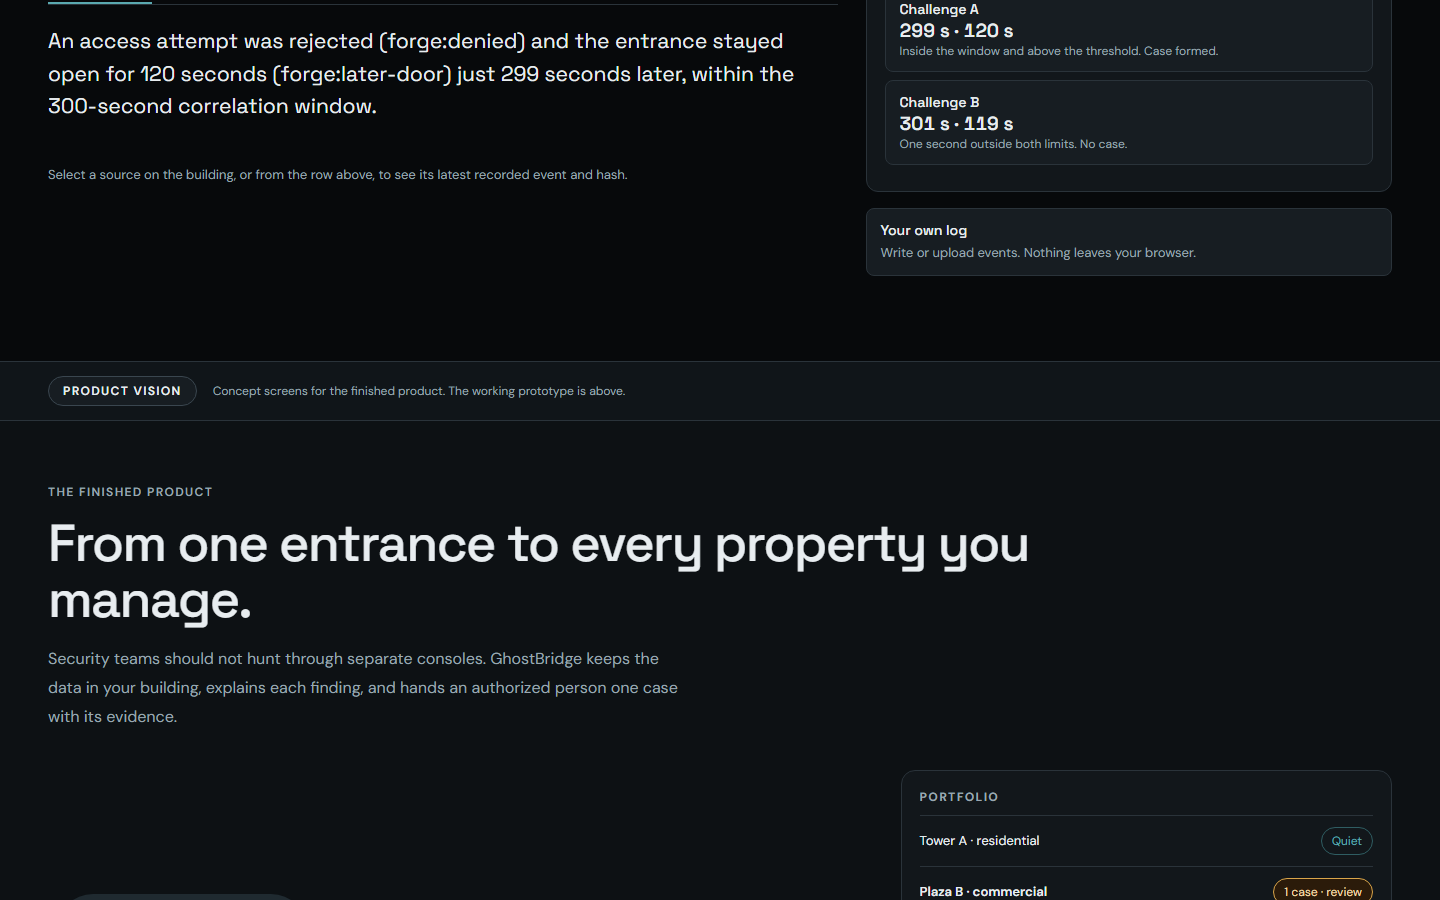 An access attempt was rejected (forge:denied) and the entrance stayed
open for 120 seconds (forge:later-door) just 299 seconds later, within the
300-second correlation window.
Select a source on the building, or from the row above, to see its latest recorded event and hash.
Challenge A
299 s · 120 s
Inside the window and above the threshold. Case formed.
Challenge B
301 s · 119 s
One second outside both limits. No case.
Your own log
Write or upload events. Nothing leaves your browser.
PRODUCT VISION
Concept screens for the finished product. The working prototype is above.
THE FINISHED PRODUCT
From one entrance to every property you
manage.
Security teams should not hunt through separate consoles. GhostBridge keeps the
data in your building, explains each finding, and hands an authorized person one case
with its evidence.
PORTFOLIO
Tower A · residential
Quiet
Plaza B · commercial
1 case · review